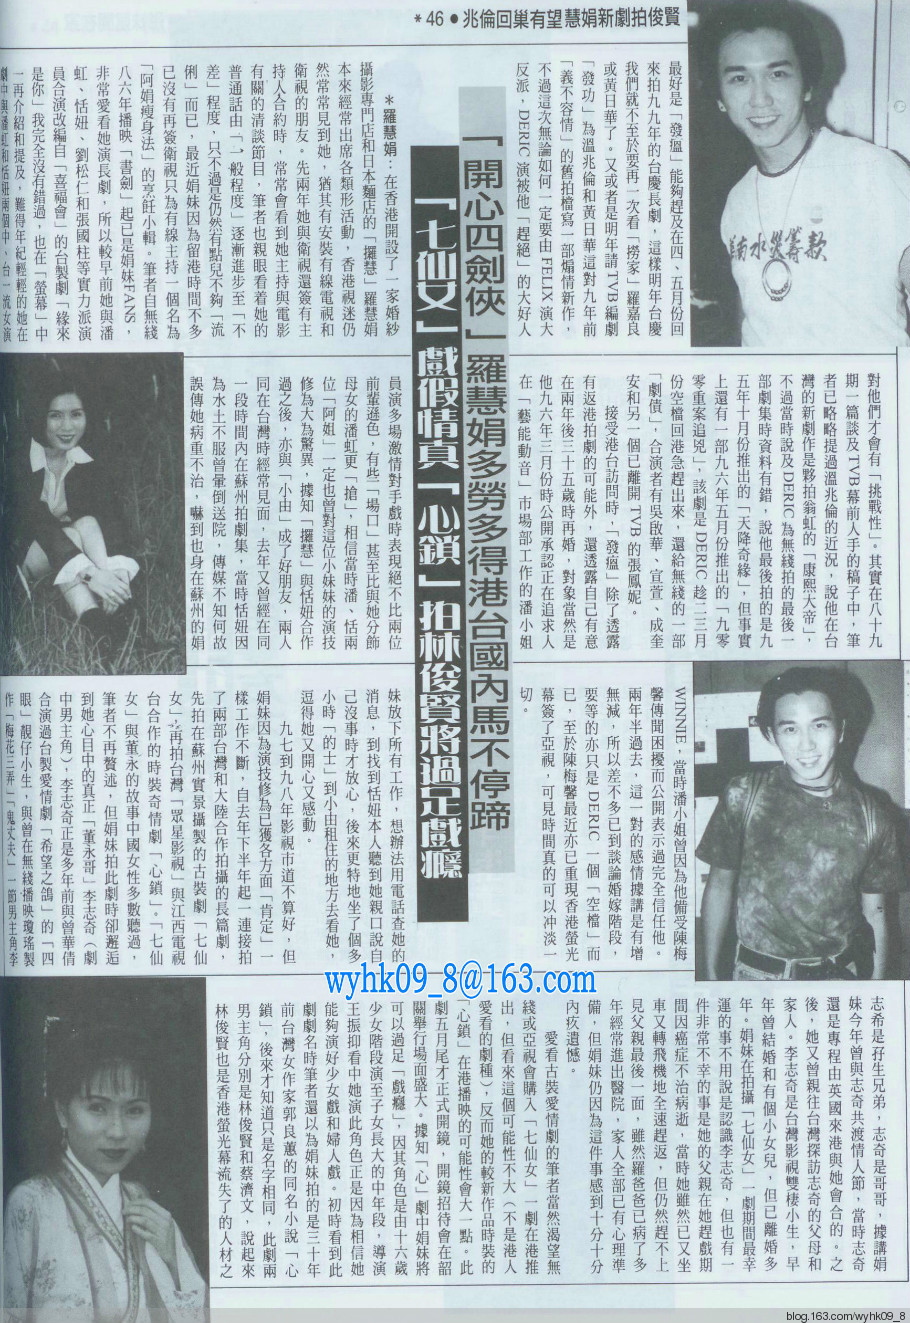 *46●兆倫回巢有望慧娟新劇拍俊賢
最好是「發瘟」能夠趕及在四、五月份回
來拍九九年的台慶長劇，這樣明年台慶
我們就不至於要再一次看「撈家」羅嘉良
或黃日華了。又或者是明年請TVB編劇
「發功」為溫兆倫和黃日華這對九年前
「義不容情」的舊拍檔寫一部煽情新作，
不過這次無論如何一定要由FELIX演大
反派，DERIC演被他「趕絕」的大好人
「開心四劍俠」羅慧娟多勞多得港台國內馬不停蹄
「七仙女」戲假情真「心鎖」拍林俊賢將過足戲癮
＊羅慧娟：在香港開設了一家婚紗
攝影專門店和日本麵店的「攞慧」羅慧娟
本來經常出席各類形活動，香港視迷仍
然常常見到她，猶其有安裝有線電視和
衛視的朋友。先兩年她與衛視還簽有主
持人合約時，常常會看到她主持與電影
有關的清談節目，筆者也親眼看着她的
普通話由「一般程度」逐漸進步至「不
差」程度，只不過是仍然有點兒不夠「流
俐」而已，最近娟妹因為留港時間不多
已沒有再簽衛視只為有線主持一個名為
「阿娟瘦身法」的烹飪小輯。筆者自無綫
八六年播映「書劍」起已是娟妹FANS，
非常愛看她演長劇，所以較早前她與潘
虹、恬妞、劉松仁和張國柱等實力派演
員合演改編自「喜福會」的台製劇「緣來
是你」我完全沒有錯過，也在「螢幕」中
一再介紹和提及，難得年紀輕輕的她在
劇中與潘虹和恬妞兩個中、台一流女演
對他們才會有「挑戰性」。其實在八十九
期一篇談及TVB幕前人手的稿子中，筆
者已略略提過溫兆倫的近況，說他在台
灣的新劇作是夥拍翁虹的「康熙大帝」，
不過當時說及DERIC為無綫拍的最後一
部劇集時資料有錯，說他最後拍的是九
五年十月份推出的「天降奇緣」，但事實
上還有一部九六年五月份推出的「九零
零重案追兇」，該劇是DERIC趁二三月
份空檔回港急趕出來，還給無綫的一部
「劇債」，合演者有吳啟華、宣萱、成奎
安和另一個已離開TVB的張鳳妮。
接受港台訪問時，「發瘟」除了透露
有返港拍劇的可能外，還透露自己有意
在兩年後三十五歲時再婚，對象當然是
他九六年三月份時公開承認正在追求人
在「藝能動音」市場部工作的潘小姐
員演多場激情對手戲時表現絕不比兩位
前輩遜色，有些「場口」甚至比與她分飾
母女的潘虹更「搶」，相信當時潘、恬兩
位「阿姐」一定也曾對這位小妹妹的演技
修為大為驚異，據知「攞慧」與恬妞合作
過之後，亦與「小由」成了好朋友，兩人
同在台灣時經常見面，去年又曾經在同
一段時間內在蘇州拍劇集，當時恬妞因
為水土不服曾暈倒送院，傳媒不知何故
誤傳她病重不治，嚇到也身在蘇州的娟
WINNIE，當時潘小姐曾因為他備受陳梅
馨傳聞困擾而公開表示過完全信任他。
兩年半過去，這一對的感情據講是有增
無減，所以差不多已到談論婚嫁階段，
要等的亦只是DERIC一個「空檔」而
已，至於陳梅馨最近亦已重現香港螢光
幕簽了亞視，可見時間真的可以冲淡一
切。
妹放下所有工作，想辦法用電話查她的
消息，到找到恬妞本人聽到她親口說自
己沒事時才放心，後來更特地坐了個多
小時「的士」到小由租住的地方去看她，
逗得她又開心又感動。
九七到九八年影視市道不算好，但
娟妹因為演技修為已獲各方面「肯定」一
樣工作不斷，自去年下半年起一連接拍
了兩部台灣和大陸合作拍攝的長篇劇，
先拍在蘇州實景攝製的古裝劇「七仙
女」，再拍台灣「眾星影視」與江西電視
台合作的時裝奇情劇「心鎖」。「七仙
女」與董永的故事中國女性多數聽過，
筆者不再贅述，但娟妹拍此劇時卻邂逅
到她心目中的真正「董永哥」李志奇（劇
中男主角），李志奇正是多年前與曾華倩
合演過台製愛情劇「希望之鴿」的「四
眼」靚仔小生，與曾在無綫播映瓊瑤製
作「梅花三弄」「鬼丈夫」一節男主角李
wyhk09_8@163.com
志希是孖生兄弟，志奇是哥哥，據講娟
妹今年曾與志奇共渡情人節，當時志奇
還是專程由英國來港與她會合的。之
後，她又曾親往台灣探訪志奇的父母和
家人。李志奇是台灣影視雙棲小生，早
年曾結婚和有個小女兒，但已離婚多
年。娟妹在拍攝「七仙女」一劇期間最幸
運的事不用說是認識李志奇，但也有一
件非常不幸的事是她的父親在她趕戲期
間因癌症不治病逝，當時她雖然已又坐
車又轉飛機地全速趕返，但仍然趕不上
見父親最後一面，雖然羅爸爸已病了多
年經常進出醫院，家人全部已有心理準
備，但娟妹仍因為這件事感到十分十分
內疚遺憾。
愛看古裝愛情劇的筆者當然渴望無
綫或亞視會購入「七仙女」一劇在港推
出，但看來這個可能性不大（不是港人
愛看的劇種），反而她的較新作品時裝的
「心鎖」在港播映的可能性會大一點。此
劇五月尾才正式開鏡，開鏡招待會在韶
關舉行場面盛大。據知「心」劇中娟妹將
可以過足「戲癮」，因其角色是由十六歲
少女階段演至子女長大的中年段，導演
王振抑看中她演此角色正是因為相信她
能夠演好少女戲和婦人戲。初時看到此
劇劇名時筆者還以為娟妹拍的是三十年
前台灣女作家郭良蕙的同名小說「心
鎖」，後來才知道只是名字相同，此劇兩
男主角分別是林俊賢和蔡濟文，說起來
林俊賢也是香港螢光幕流失了的人材之
blog.163.com/wyhk09_8